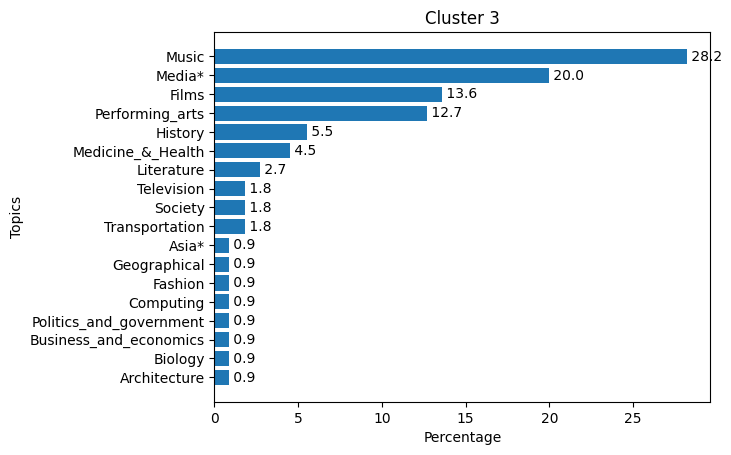 Cluster 3
Topics
Music 28.2
Media* 20.0
Films 13.6
Performing_arts 12.7
History 5.5
Medicine_&_Health 4.5
Literature 2.7
Television 1.8
Society 1.8
Transportation 1.8
Asia* 0.9
Geographical 0.9
Fashion 0.9
Computing 0.9
Politics_and_government 0.9
Business_and_economics 0.9
Biology 0.9
Architecture 0.9
0 5 10 15 20 25
Percentage